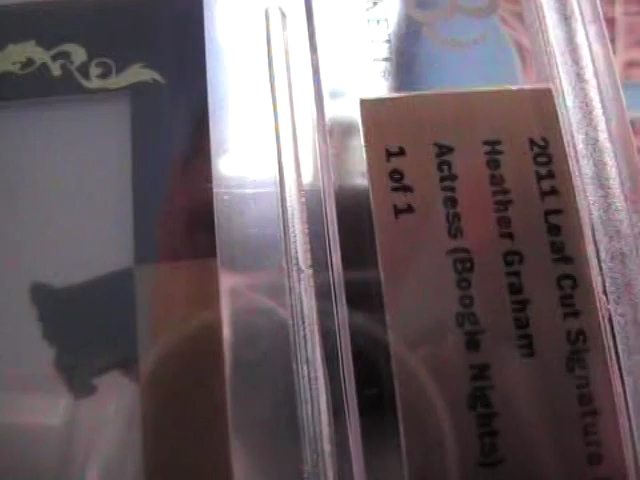 2011 Leaf Cut Signature
Heather Graham
Actress (Boogie Nights)
1 of 1